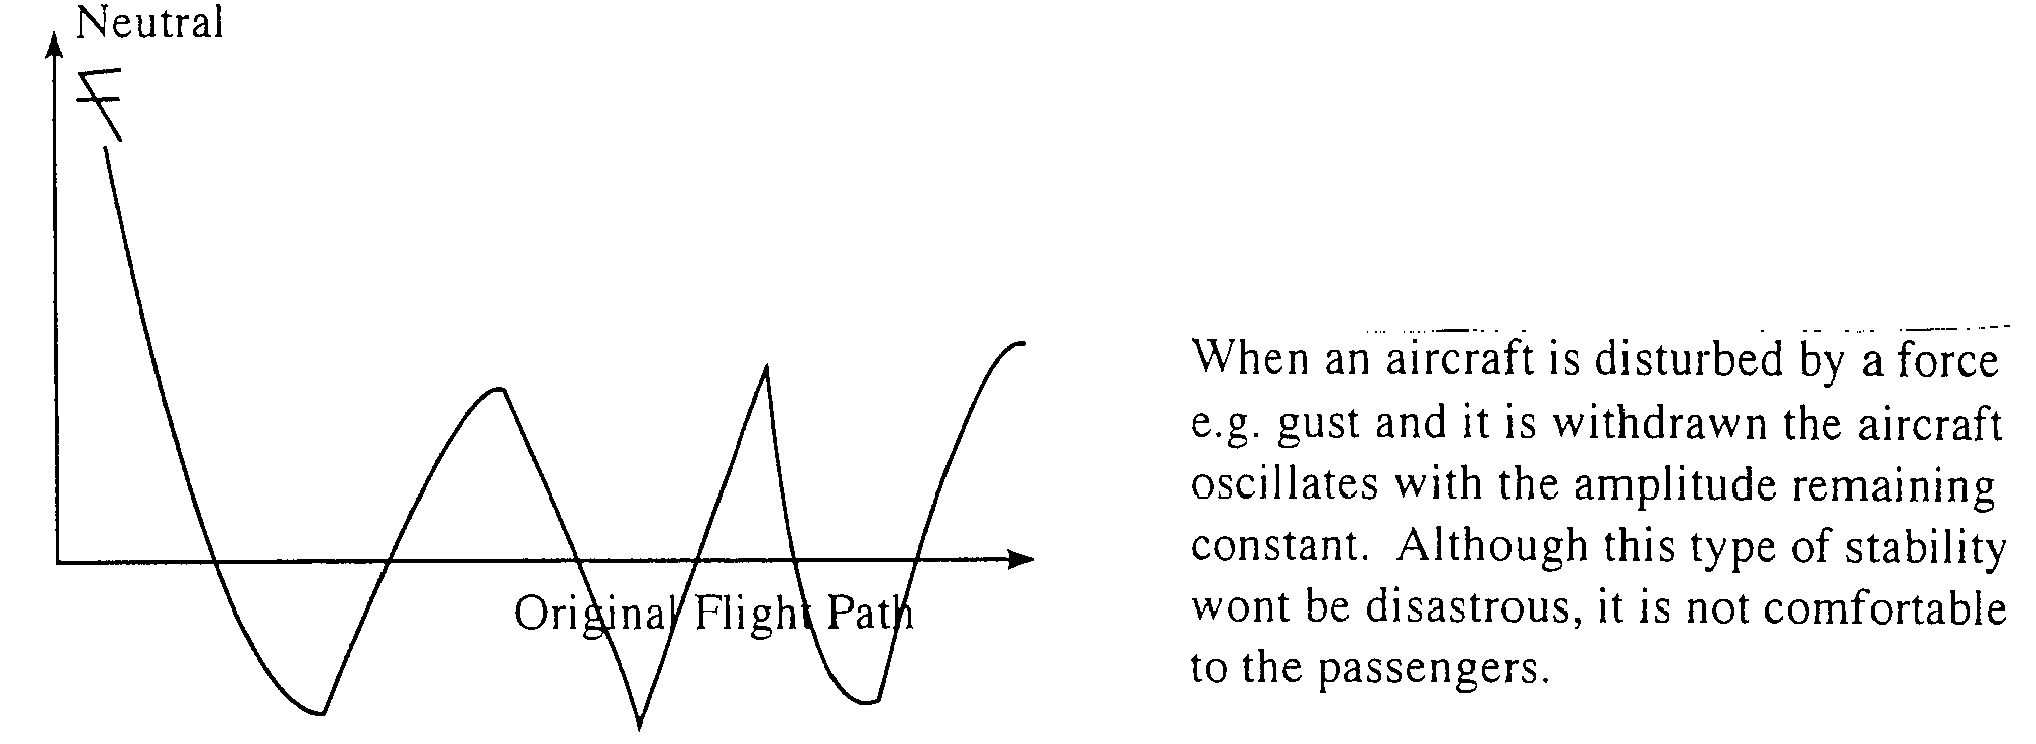 Neutral
Original Flight Path
When an aircraft is disturbed by a force
e.g. gust and it is withdrawn the aircraft
oscillates with the amplitude remaining
constant. Although this type of stability
wont be disastrous, it is not comfortable
to the passengers.